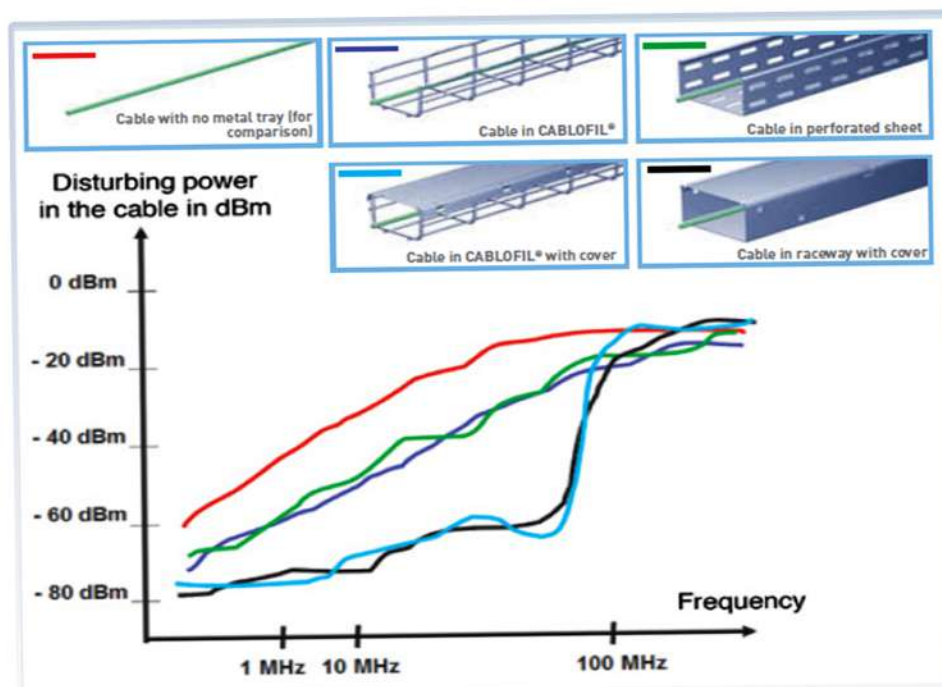 Cable with no metal tray (for
comparison)
Cable in CABLOFIL®
Cable in perforated sheet
Cable in CABLOFIL® with cover
Cable in raceway with cover
Disturbing power
in the cable in dBm
0 dBm
- 20 dBm
- 40 dBm
- 60 dBm
- 80 dBm
Frequency
1 MHz
10 MHz
100 MHz